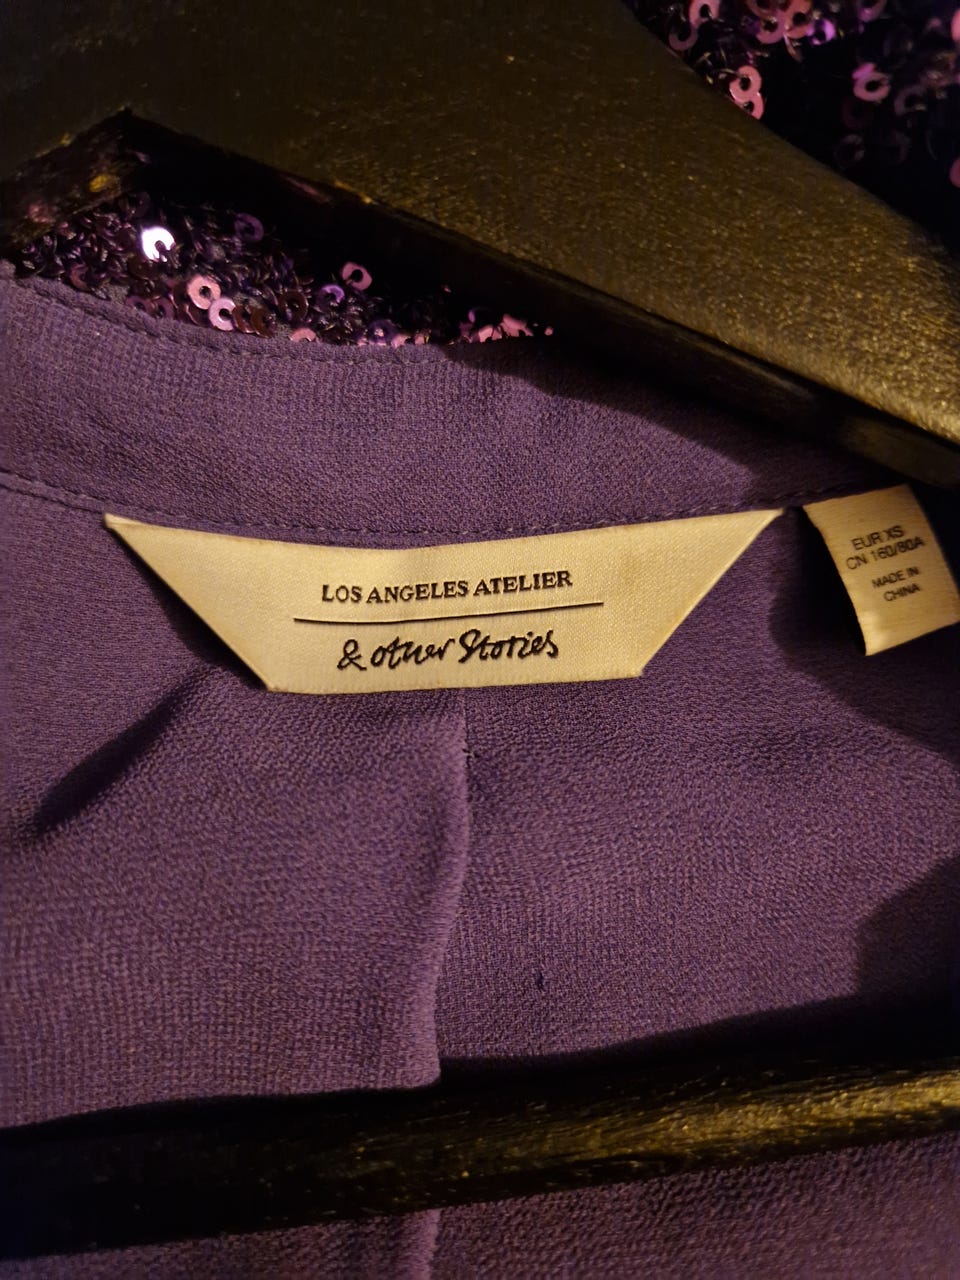 LOS ANGELES ATELIER
& other Stories
EUR XS
CN 160/80A
MADE IN
CHINA